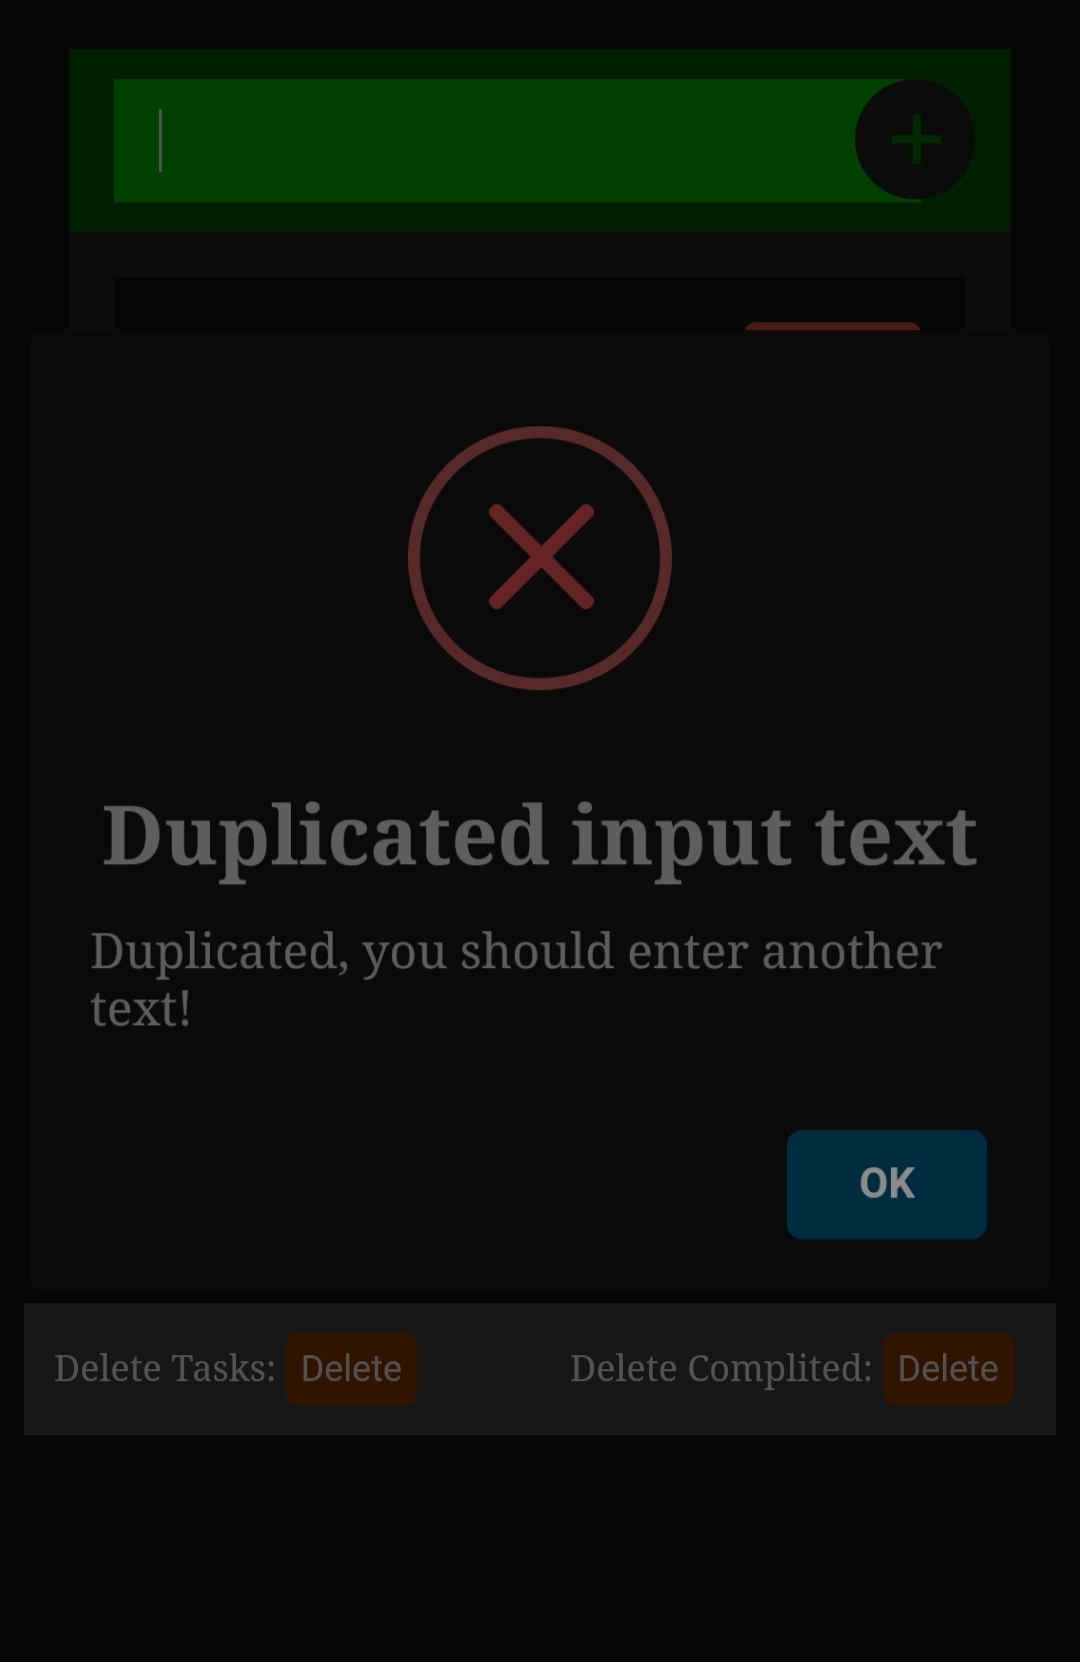 Duplicated input text
Duplicated, you should enter another
text!
OK
Delete Tasks: Delete
Delete Complited: Delete